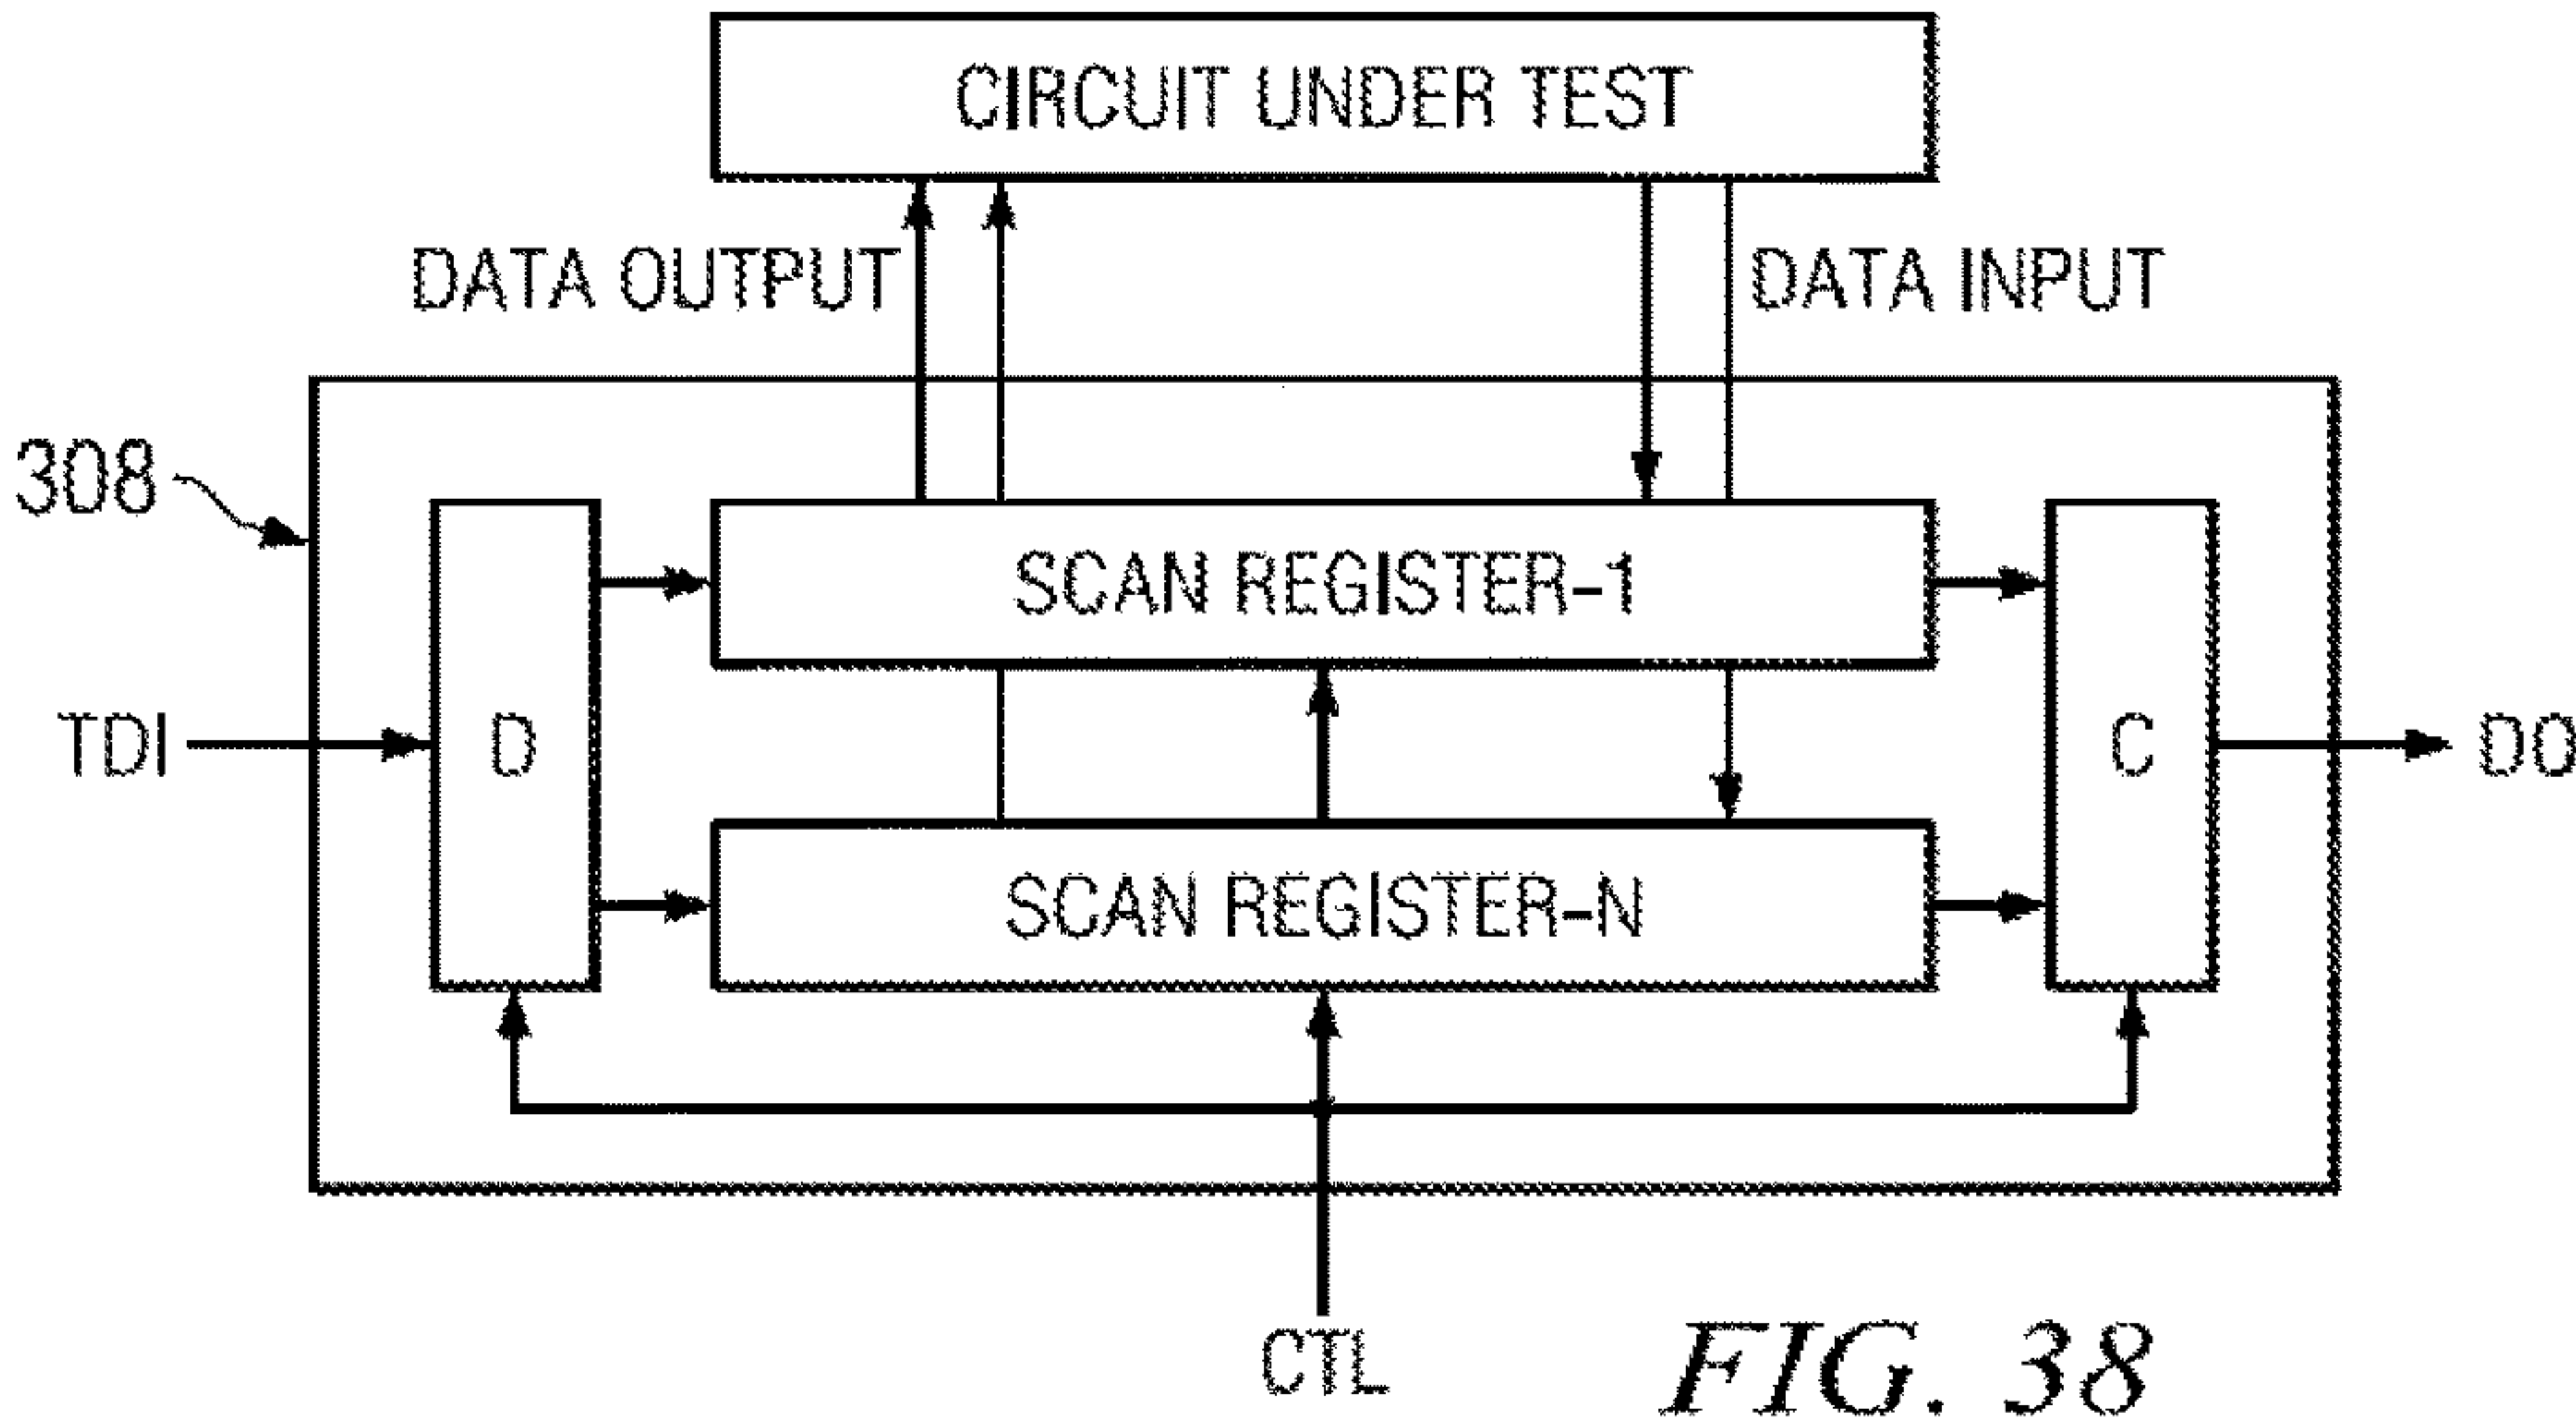 CIRCUIT UNDER TEST
DATA OUTPUT
DATA INPUT
308
SCAN REGISTER-1
TDI
D
C
DO
SCAN REGISTER-N
CTL
FIG. 38